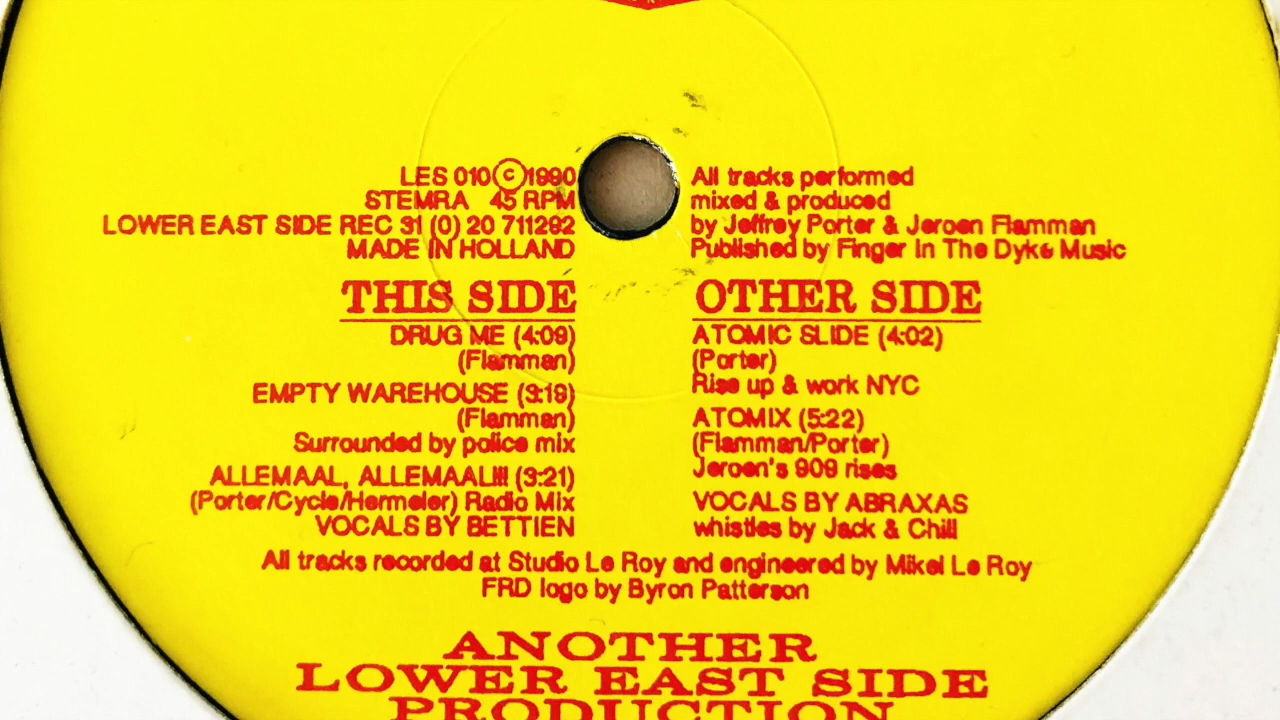 LES 010 © 1990
STEMRA 45 RPM
LOWER EAST SIDE REC 31 (0) 20 711292
MADE IN HOLLAND
All tracks performed
mixed & produced
by Jeffrey Porter & Jeroen Flamman
Published by Finger In The Dyke Music
THIS SIDE
DRUG ME (4:09)
(Flamman)
EMPTY WAREHOUSE (3:19)
(Flamman)
Surrounded by police mix
ALLEMAAL, ALLEMAAL!!! (3:21)
(Porter/Cycle/Hermeler) Radio Mix
VOCALS BY BETTIEN
OTHER SIDE
ATOMIC SLIDE (4:02)
(Porter)
Rise up & work NYC
ATOMIX (5:22)
(Flamman/Porter)
Jeroen's 909 rises
VOCALS BY ABRAXAS
whistles by Jack & Chill
All tracks recorded at Studio Le Roy and engineered by Mikel Le Roy
FRD logo by Byron Patterson
ANOTHER
LOWER EAST SIDE
PRODUCTION